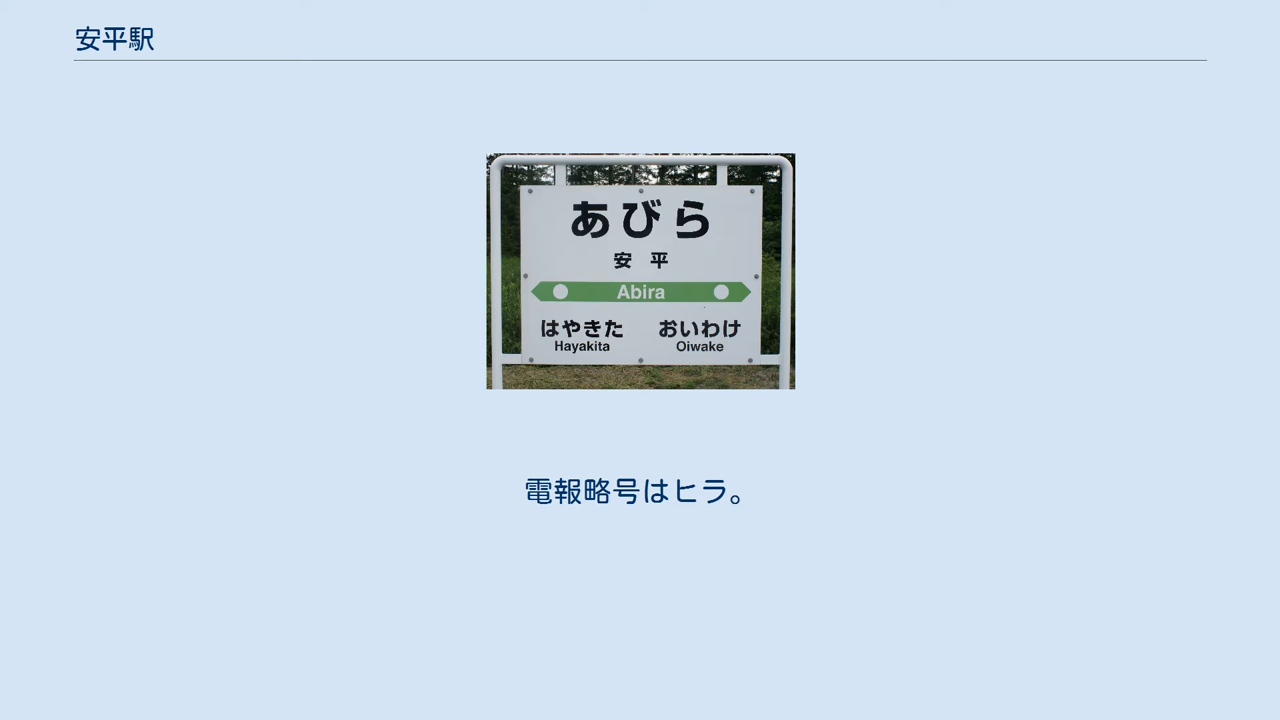 安平駅
あびら
安 平
Abira
はやきた おいわけ
Hayakita Oiwake
電報略号はヒラ。